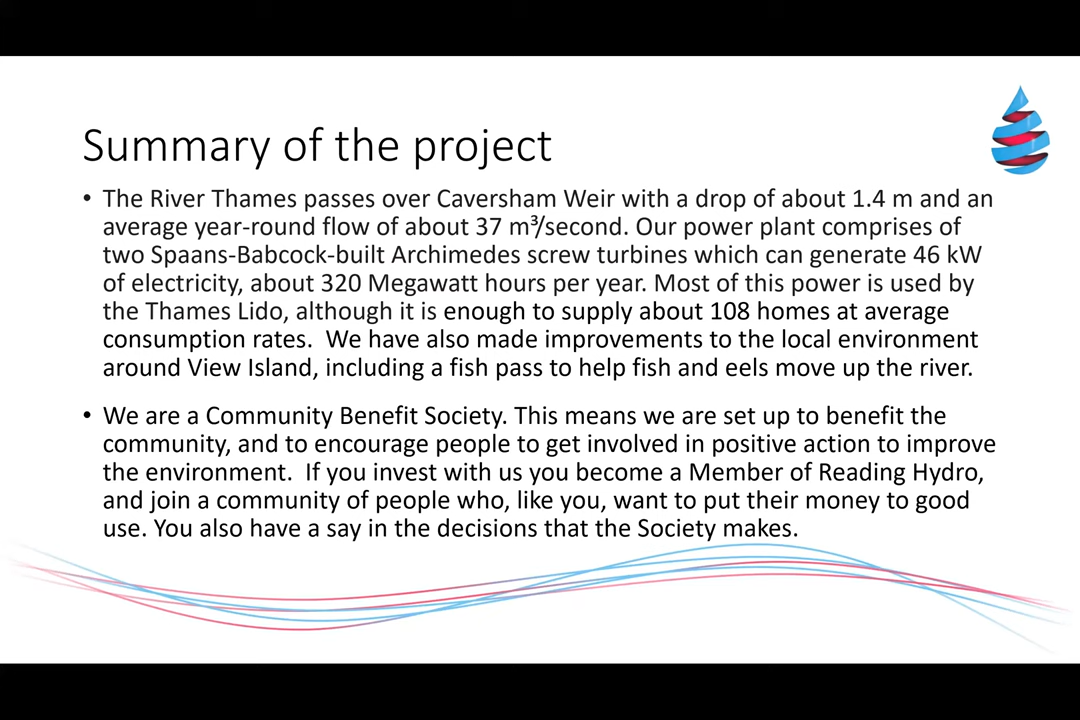 Summary of the project
• The River Thames passes over Caversham Weir with a drop of about 1.4 m and an
average year-round flow of about 37 m³/second. Our power plant comprises of
two Spaans-Babcock-built Archimedes screw turbines which can generate 46 kW
of electricity, about 320 Megawatt hours per year. Most of this power is used by
the Thames Lido, although it is enough to supply about 108 homes at average
consumption rates.  We have also made improvements to the local environment
around View Island, including a fish pass to help fish and eels move up the river.
• We are a Community Benefit Society. This means we are set up to benefit the
community, and to encourage people to get involved in positive action to improve
the environment.  If you invest with us you become a Member of Reading Hydro,
and join a community of people who, like you, want to put their money to good
use. You also have a say in the decisions that the Society makes.